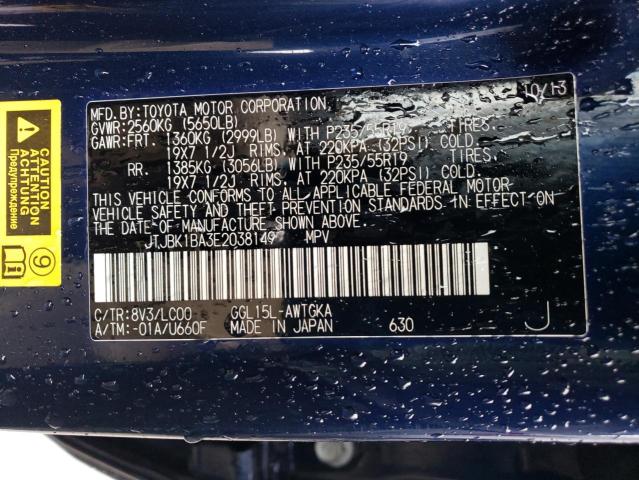 MFD. BY: TOYOTA MOTOR CORPORATION 10/13
GVWR: 2560KG (5650LB)
GAWR: FRT. 1360KG (2999LB) WITH P235/55R19 TIRES,
19X7 1/2J RIMS, AT 220KPA (32PSI) COLD.
RR. 1385KG (3056LB) WITH P235/55R19 TIRES,
19X7 1/2J RIMS, AT 220KPA (32PSI) COLD.
THIS VEHICLE CONFORMS TO ALL APPLICABLE FEDERAL MOTOR
VEHICLE SAFETY AND THEFT PREVENTION STANDARDS IN EFFECT ON
THE DATE OF MANUFACTURE SHOWN ABOVE.
JTJBK1BA3E2038149 MPV
C/TR: 8V3/LC00 GGL15L-AWTGKA
A/TM: -01A/U660F MADE IN JAPAN 630 J
CAUTION
ATTENTION
Предупреждение
9